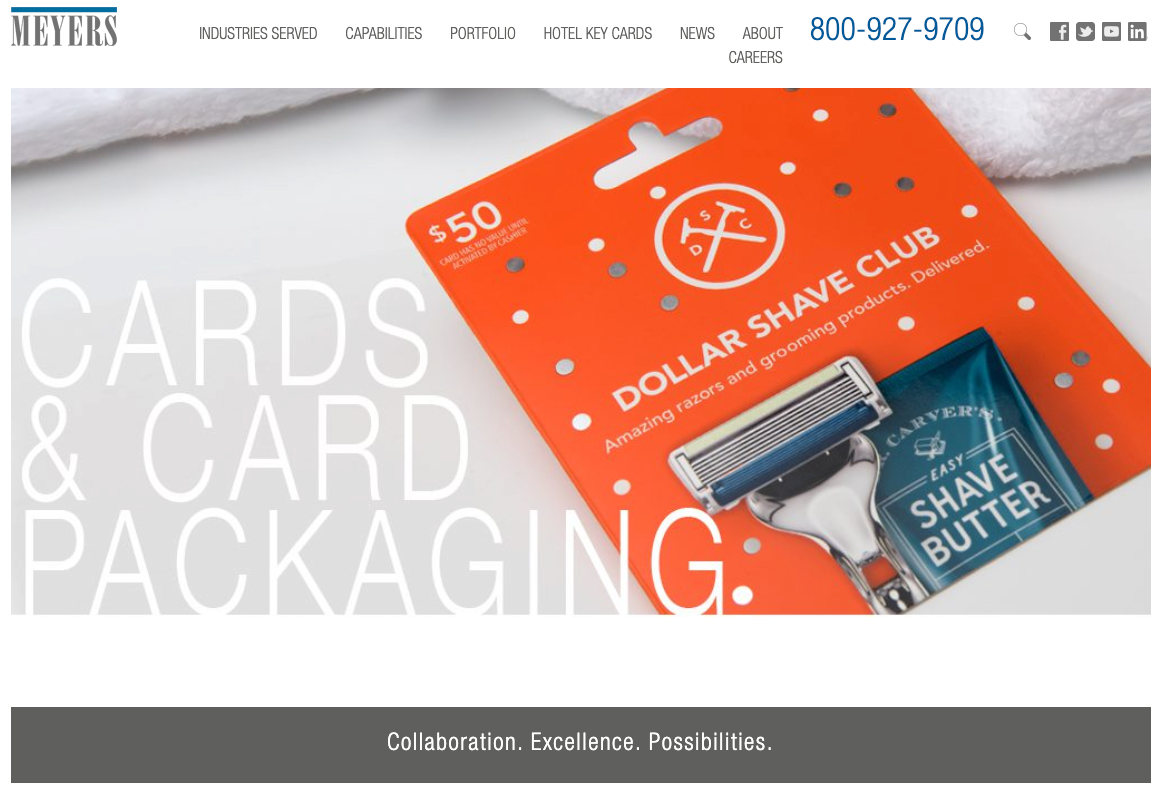 MEYERS
INDUSTRIES SERVED
CAPABILITIES
PORTFOLIO
HOTEL KEY CARDS
NEWS
ABOUT
CAREERS
800-927-9709
$50
CARD HAS NO VALUE UNTIL
ACTIVATED BY CASHIER
D S C
DOLLAR SHAVE CLUB
Amazing razors and grooming products. Delivered.
CARVER'S
EASY
SHAVE
BUTTER
CARDS
& CARD
PACKAGING
Collaboration. Excellence. Possibilities.